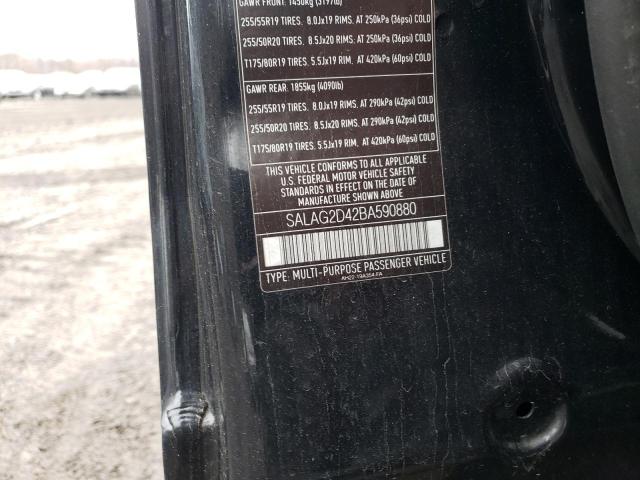 GAWR FRONT: 1450kg (3197lb)
255/55R19 TIRES. 8.0Jx19 RIMS. AT 250kPa (36psi) COLD
255/50R20 TIRES. 8.5Jx20 RIMS. AT 250kPa (36psi) COLD
T175/80R19 TIRES. 5.5Jx19 RIM. AT 420kPa (60psi) COLD
GAWR REAR: 1855kg (4090lb)
255/55R19 TIRES. 8.0Jx19 RIMS. AT 290kPa (42psi) COLD
255/50R20 TIRES. 8.5Jx20 RIMS. AT 290kPa (42psi) COLD
T175/80R19 TIRES. 5.5Jx19 RIM. AT 420kPa (60psi) COLD
THIS VEHICLE CONFORMS TO ALL APPLICABLE
U.S. FEDERAL MOTOR VEHICLE SAFETY
STANDARDS IN EFFECT ON THE DATE OF
MANUFACTURE SHOWN ABOVE
SALAG2D42BA590880
TYPE: MULTI-PURPOSE PASSENGER VEHICLE
AH22-19A354-FA